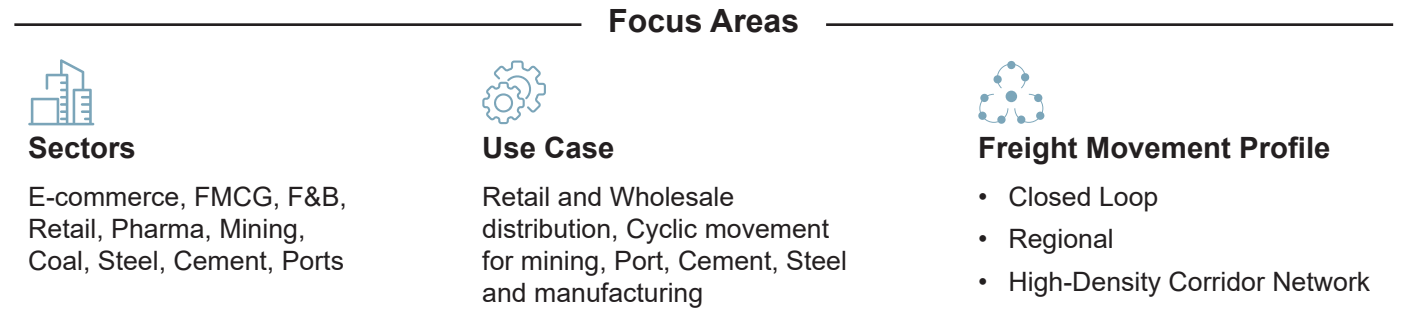 Focus Areas
Sectors
E-commerce, FMCG, F&B,
Retail, Pharma, Mining,
Coal, Steel, Cement, Ports
Use Case
Retail and Wholesale
distribution, Cyclic movement
for mining, Port, Cement, Steel
and manufacturing
Freight Movement Profile
• Closed Loop
• Regional
• High-Density Corridor Network